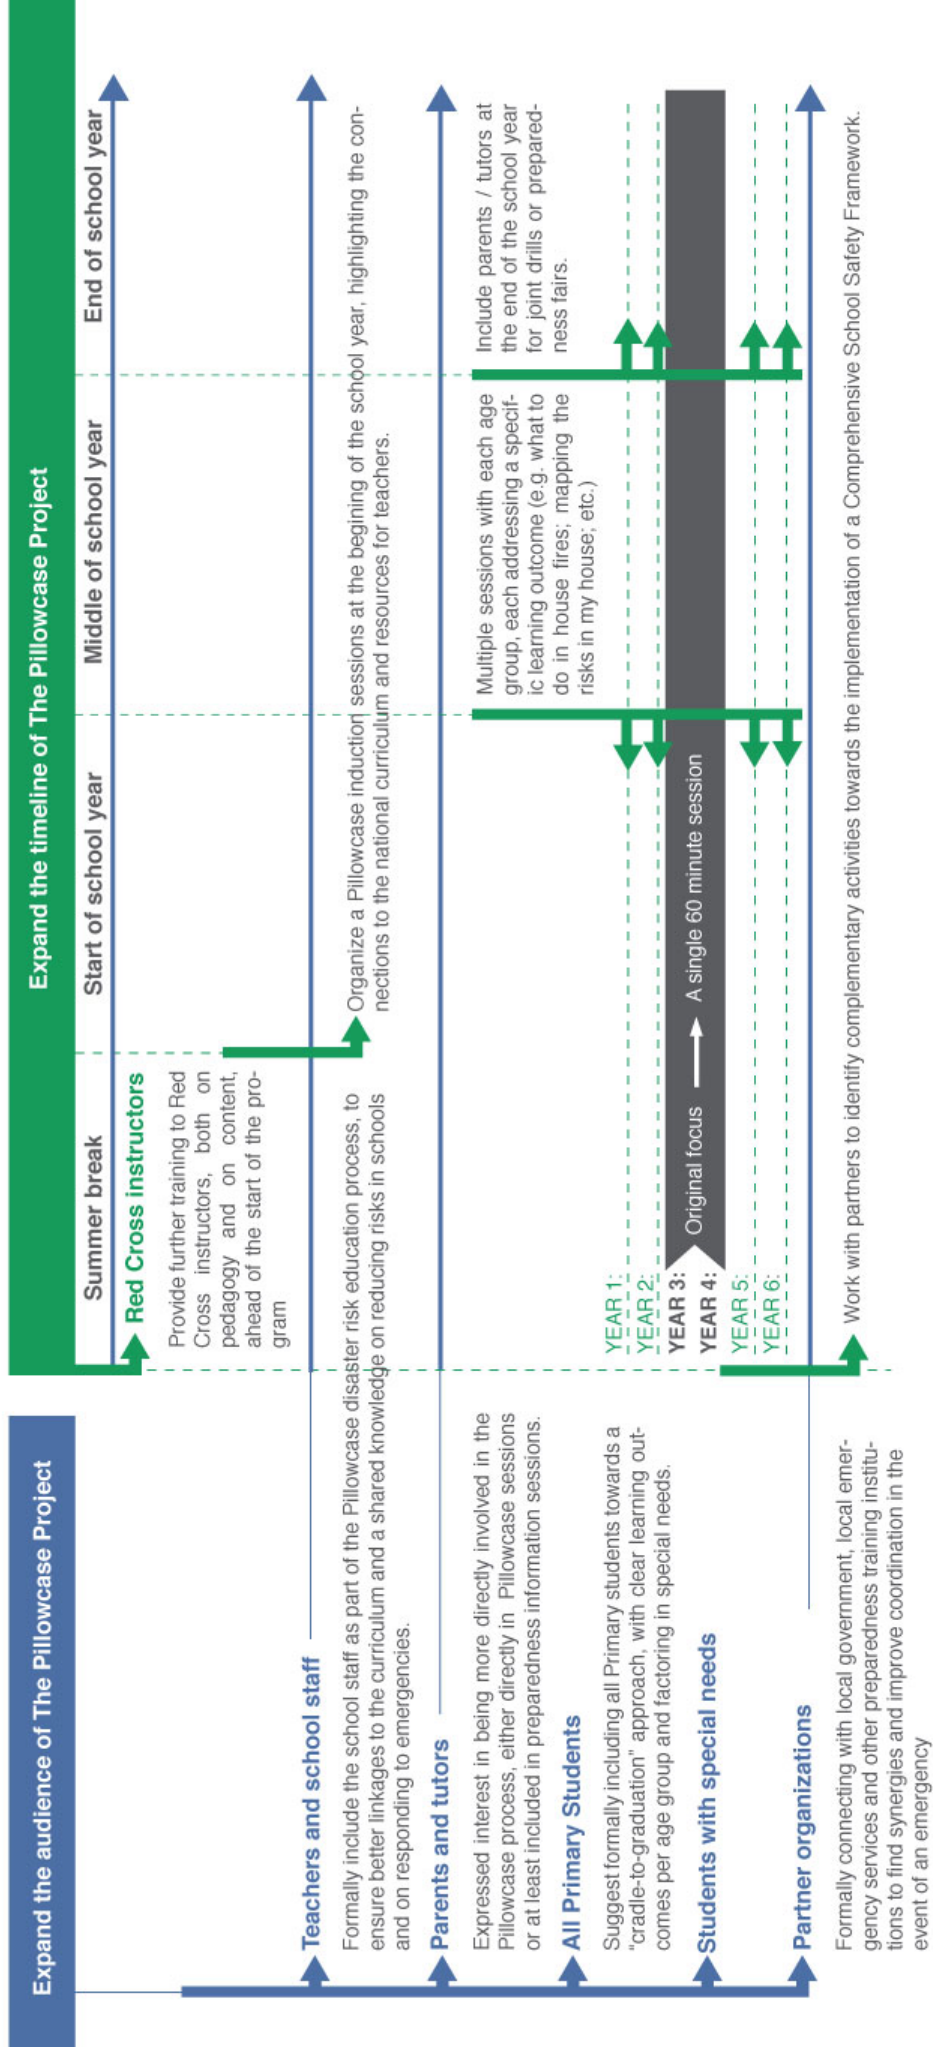 Expand the audience of The Pillowcase Project
Teachers and school staff
Formally include the school staff as part of the Pillowcase disaster risk education process, to
ensure better linkages to the curriculum and a shared knowledge on reducing risks in schools
and on responding to emergencies.
Parents and tutors
Expressed interest in being more directly involved in the
Pillowcase process, either directly in Pillowcase sessions
or at least included in preparedness information sessions.
All Primary Students
Suggest formally including all Primary students towards a
“cradle-to-graduation” approach, with clear learning out-
comes per age group and factoring in special needs.
Students with special needs
Partner organizations
Formally connecting with local government, local emer-
gency services and other preparedness training institu-
tions to find synergies and improve coordination in the
event of an emergency
Expand the timeline of The Pillowcase Project
Summer break
Start of school year
Middle of school year
End of school year
Red Cross instructors
Provide further training to Red
Cross instructors, both on
pedagogy and on content,
ahead of the start of the pro-
gram
Organize a Pillowcase induction sessions at the begining of the school year, highlighting the con-
nections to the national curriculum and resources for teachers.
Multiple sessions with each age
group, each addressing a specif-
ic learning outcome (e.g. what to
do in house fires; mapping the
risks in my house; etc.)
Include parents / tutors at
the end of the school year
for joint drills or prepared-
ness fairs.
YEAR 1:
YEAR 2:
YEAR 3:
YEAR 4:
Original focus
A single 60 minute session
YEAR 5:
YEAR 6:
Work with partners to identify complementary activities towards the implementation of a Comprehensive School Safety Framework.